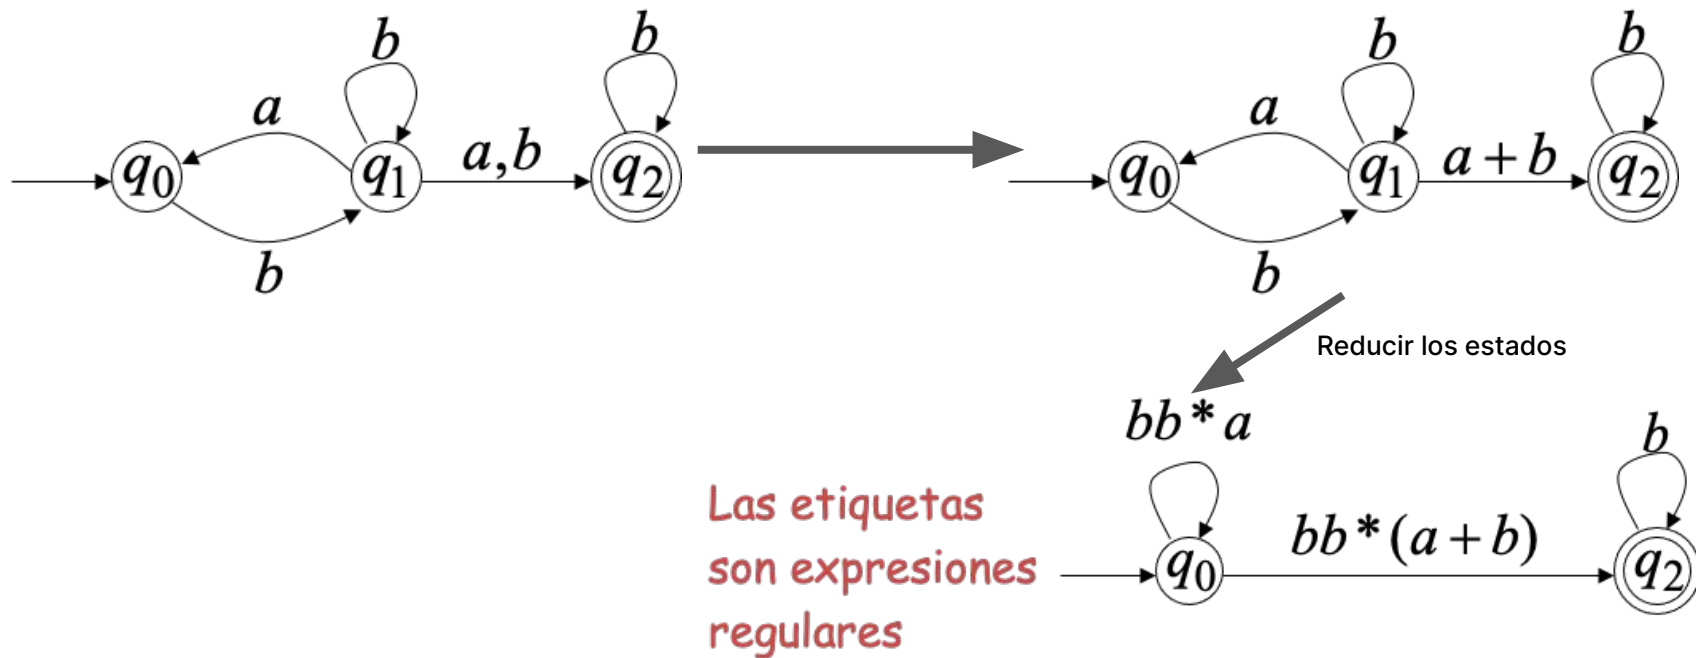 b b b b
a a
q₀ q₁ a,b q₂ q₀ q₁ a + b q₂
b b
Reducir los estados
bb * a
b
Las etiquetas
son expresiones
regulares
bb * (a + b)
q₀ q₂